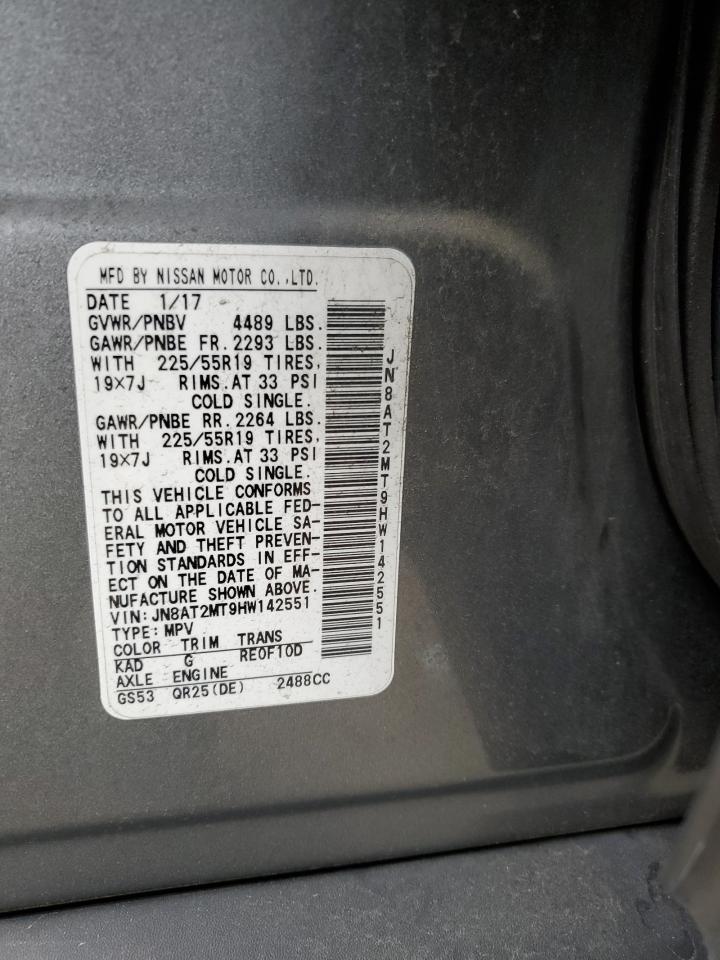 MFD BY NISSAN MOTOR CO.,LTD.
DATE 1/17
GVWR/PNBV 4489 LBS.
GAWR/PNBE FR. 2293 LBS.
WITH 225/55R19 TIRES,
19×7J RIMS. AT 33 PSI
COLD SINGLE.
GAWR/PNBE RR. 2264 LBS.
WITH 225/55R19 TIRES,
19×7J RIMS. AT 33 PSI
COLD SINGLE.
THIS VEHICLE CONFORMS
TO ALL APPLICABLE FED-
ERAL MOTOR VEHICLE SA-
FETY AND THEFT PREVEN-
TION STANDARDS IN EFF-
ECT ON THE DATE OF MA-
NUFACTURE SHOWN ABOVE.
VIN: JN8AT2MT9HW142551
TYPE: MPV
COLOR TRIM TRANS
KAD G RE0F10D
AXLE ENGINE
GS53 QR25(DE) 2488CC
JN8AT2MT9HW142551